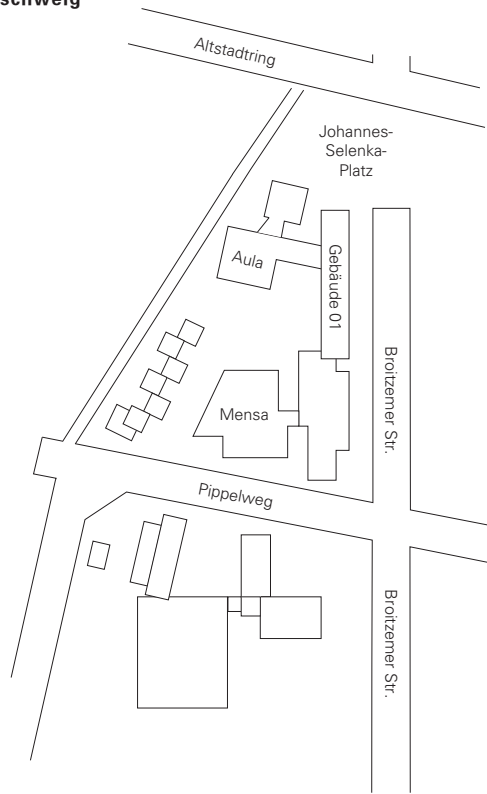 schweig
Altstadtring
Johannes-
Selenka-
Platz
Aula
Gebäude 01
Broitzemer Str.
Mensa
Pippelweg
Broitzemer Str.